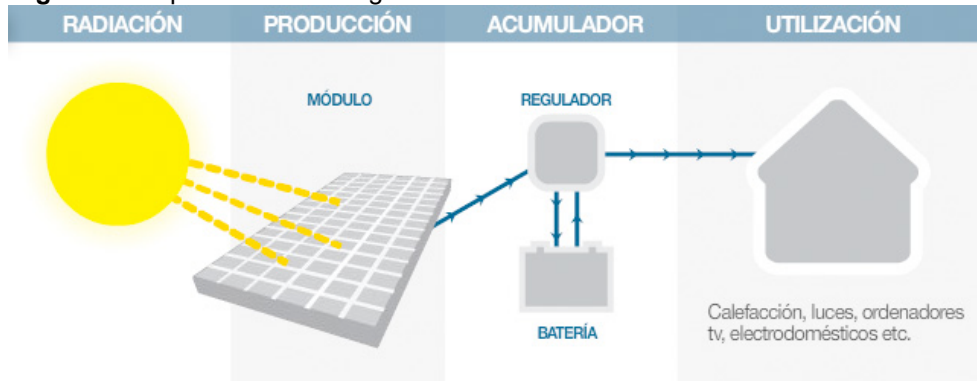 RADIACIÓN PRODUCCIÓN ACUMULADOR UTILIZACIÓN
MÓDULO REGULADOR
BATERÍA
Calefacción, luces, ordenadores
tv, electrodomésticos etc.